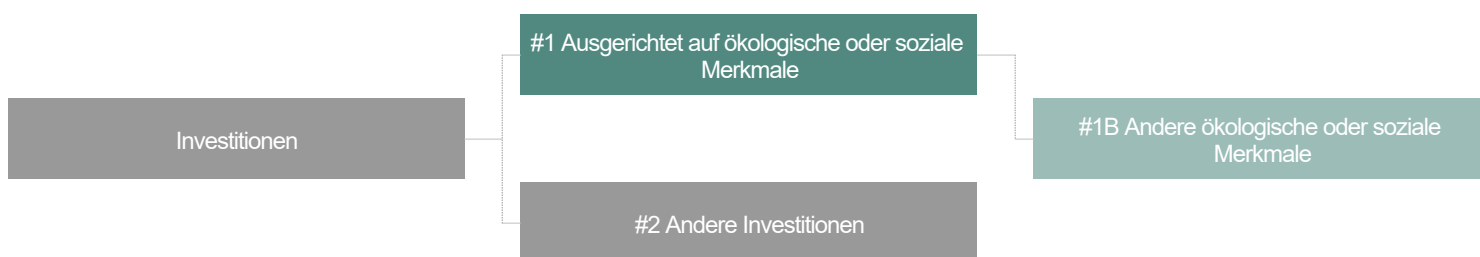 #1 Ausgerichtet auf ökologische oder soziale
Merkmale
Investitionen
#1B Andere ökologische oder soziale
Merkmale
#2 Andere Investitionen